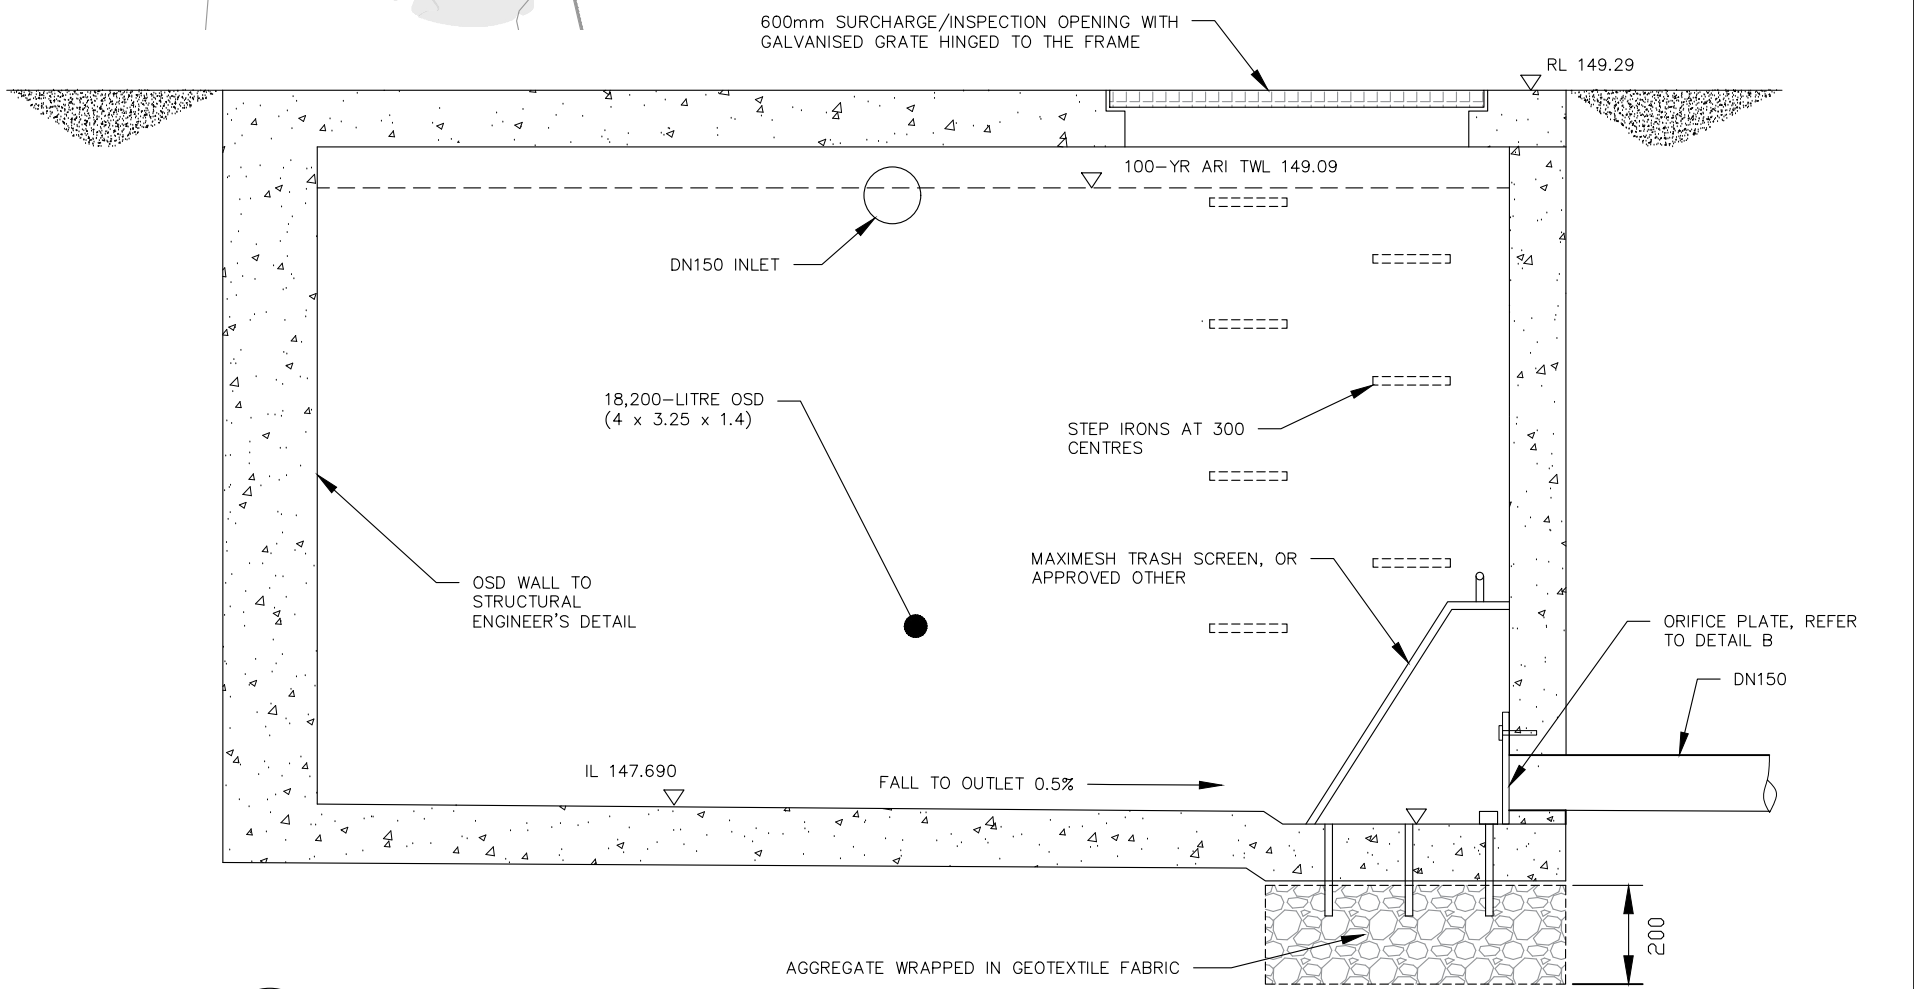 600mm SURCHARGE/INSPECTION OPENING WITH
GALVANISED GRATE HINGED TO THE FRAME
RL 149.29
100-YR ARI TWL 149.09
DN150 INLET
18,200-LITRE OSD
(4 x 3.25 x 1.4)
STEP IRONS AT 300
CENTRES
MAXIMESH TRASH SCREEN, OR
APPROVED OTHER
OSD WALL TO
STRUCTURAL
ENGINEER'S DETAIL
ORIFICE PLATE, REFER
TO DETAIL B
DN150
IL 147.690
FALL TO OUTLET 0.5%
200
AGGREGATE WRAPPED IN GEOTEXTILE FABRIC